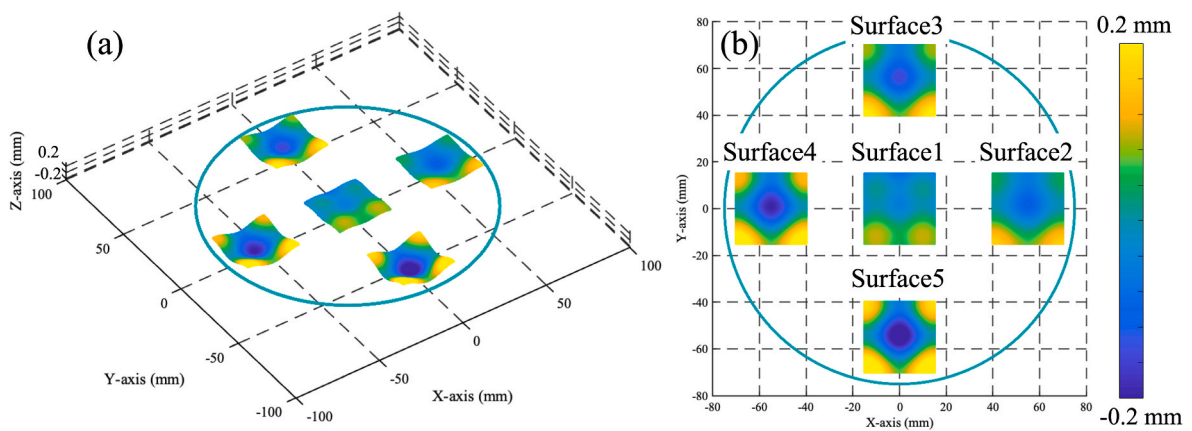 (a)
Z-axis (mm)
0.2
-0.2
100
50
0
-50
-100
Y-axis (mm)
-100
-50
0
50
100
X-axis (mm)
(b)
Surface3
Surface4
Surface1
Surface2
Surface5
Y-axis (mm)
80
60
40
20
0
-20
-40
-60
-80
-80
-60
-40
-20
0
20
40
60
80
X-axis (mm)
0.2 mm
-0.2 mm